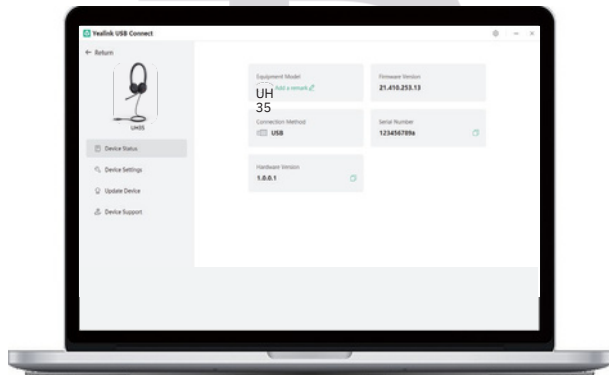 Yealink USB Connect
← Return
UH35
Device Status
Device Settings
Update Device
Device Support
Equipment Model
UH
35
Add a remark
Firmware Version
21.410.253.13
Connection Method
USB
Serial Number
123456789a
Hardware Version
1.0.0.1